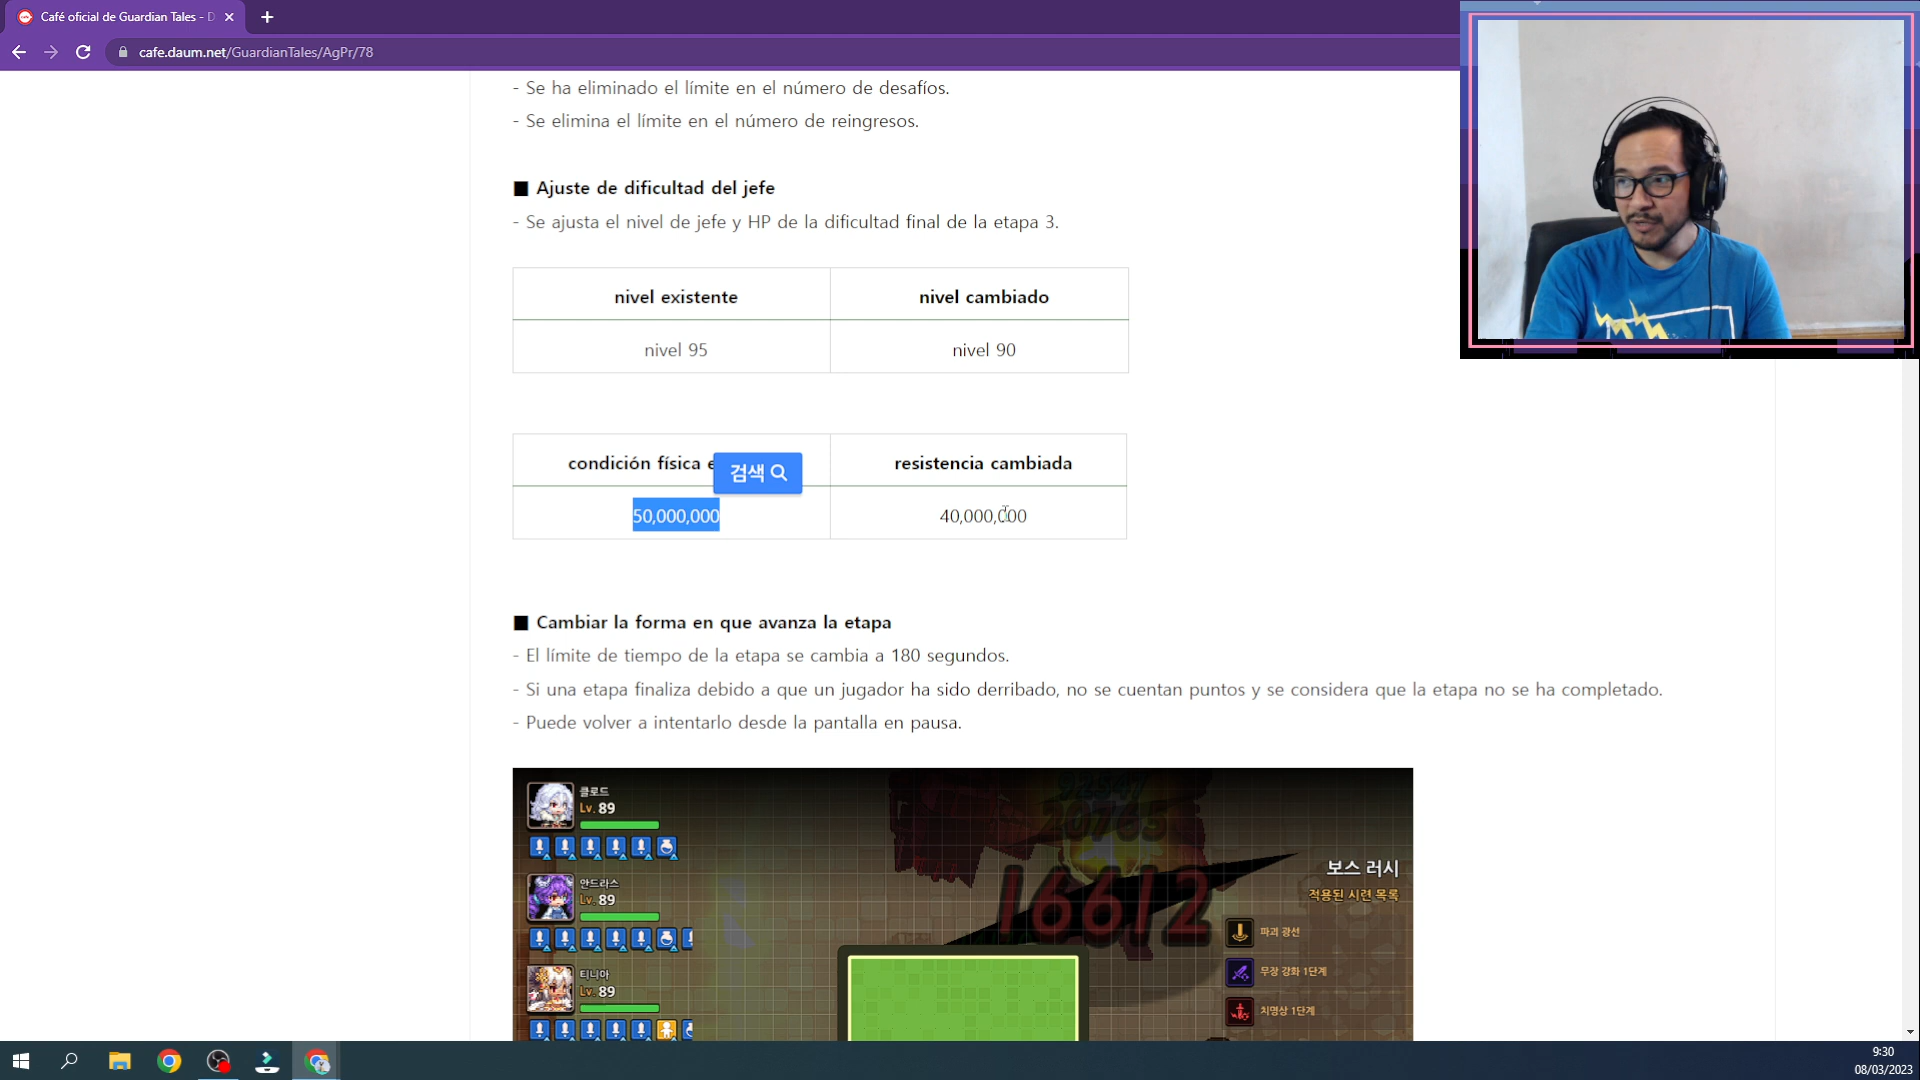 Café oficial de Guardian Tales - D
cafe.daum.net/GuardianTales/AgPr/78
- Se ha eliminado el límite en el número de desafíos.
- Se elimina el límite en el número de reingresos.
■ Ajuste de dificultad del jefe
- Se ajusta el nivel de jefe y HP de la dificultad final de la etapa 3.
nivel existente nivel cambiado
nivel 95 nivel 90
condición física e 검색 resistencia cambiada
50,000,000 40,000,000
■ Cambiar la forma en que avanza la etapa
- El límite de tiempo de la etapa se cambia a 180 segundos.
- Si una etapa finaliza debido a que un jugador ha sido derribado, no se cuentan puntos y se considera que la etapa no se ha completado.
- Puede volver a intentarlo desde la pantalla en pausa.
클로드
Lv. 89
안드라스
Lv. 89
티니아
Lv. 89
92547
20765
16612
보스 러시
적용된 시련 목록
파괴 광선
무장 강화 1단계
치명상 1단계
9:30
08/03/2023